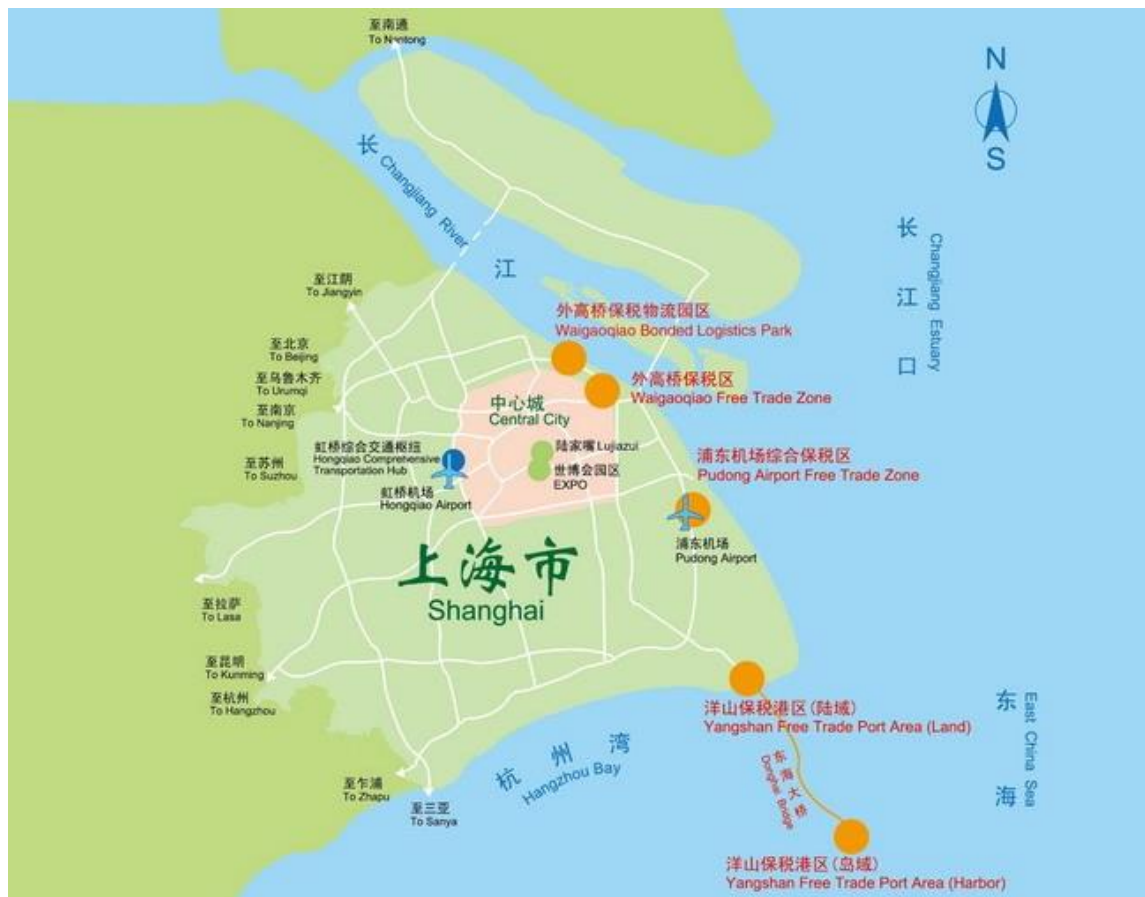 至南通
To Nantong
N
S
长
Changjiang River
江
长
江
口
Changjiang Estuary
至江阴
To Jiangyin
外高桥保税物流园区
Waigaoqiao Bonded Logistics Park
至北京
To Beijing
至乌鲁木齐
To Urumqi
外高桥保税区
Waigaoqiao Free Trade Zone
至南京
To Nanjing
中心城
Central City
虹桥综合交通枢纽
Hongqiao Comprehensive
Transportation Hub
陆家嘴 Lujiazui
至苏州
To Suzhou
世博会园区
EXPO
浦东机场综合保税区
Pudong Airport Free Trade Zone
虹桥机场
Hongqiao Airport
浦东机场
Pudong Airport
上海市
Shanghai
至拉萨
To Lasa
至昆明
To Kunming
至杭州
To Hangzhou
洋山保税港区(陆域)
Yangshan Free Trade Port Area (Land)
东
海
East China Sea
杭州湾
Hangzhou Bay
东海大桥
Donghai Bridge
至乍浦
To Zhapu
至三亚
To Sanya
洋山保税港区(岛域)
Yangshan Free Trade Port Area (Harbor)